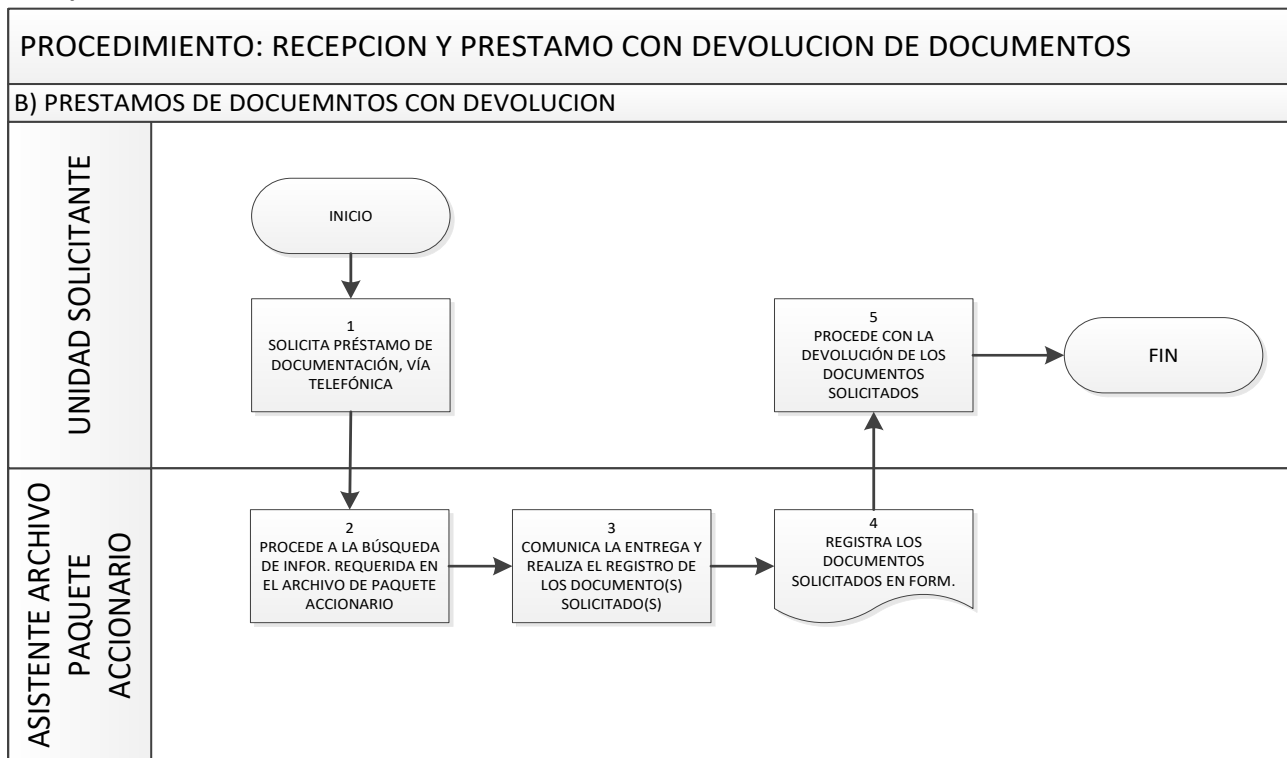 PROCEDIMIENTO: RECEPCION Y PRESTAMO CON DEVOLUCION DE DOCUMENTOS
B) PRESTAMOS DE DOCUEMNTOS CON DEVOLUCION
UNIDAD SOLICITANTE
INICIO
1
SOLICITA PRÉSTAMO DE
DOCUMENTACIÓN, VÍA
TELEFÓNICA
5
PROCEDE CON LA
DEVOLUCIÓN DE LOS
DOCUMENTOS
SOLICITADOS
FIN
ASISTENTE ARCHIVO
PAQUETE
ACCIONARIO
2
PROCEDE A LA BÚSQUEDA
DE INFOR. REQUERIDA EN
EL ARCHIVO DE PAQUETE
ACCIONARIO
3
COMUNICA LA ENTREGA Y
REALIZA EL REGISTRO DE
LOS DOCUMENTO(S)
SOLICITADO(S)
4
REGISTRA LOS
DOCUMENTOS
SOLICITADOS EN FORM.